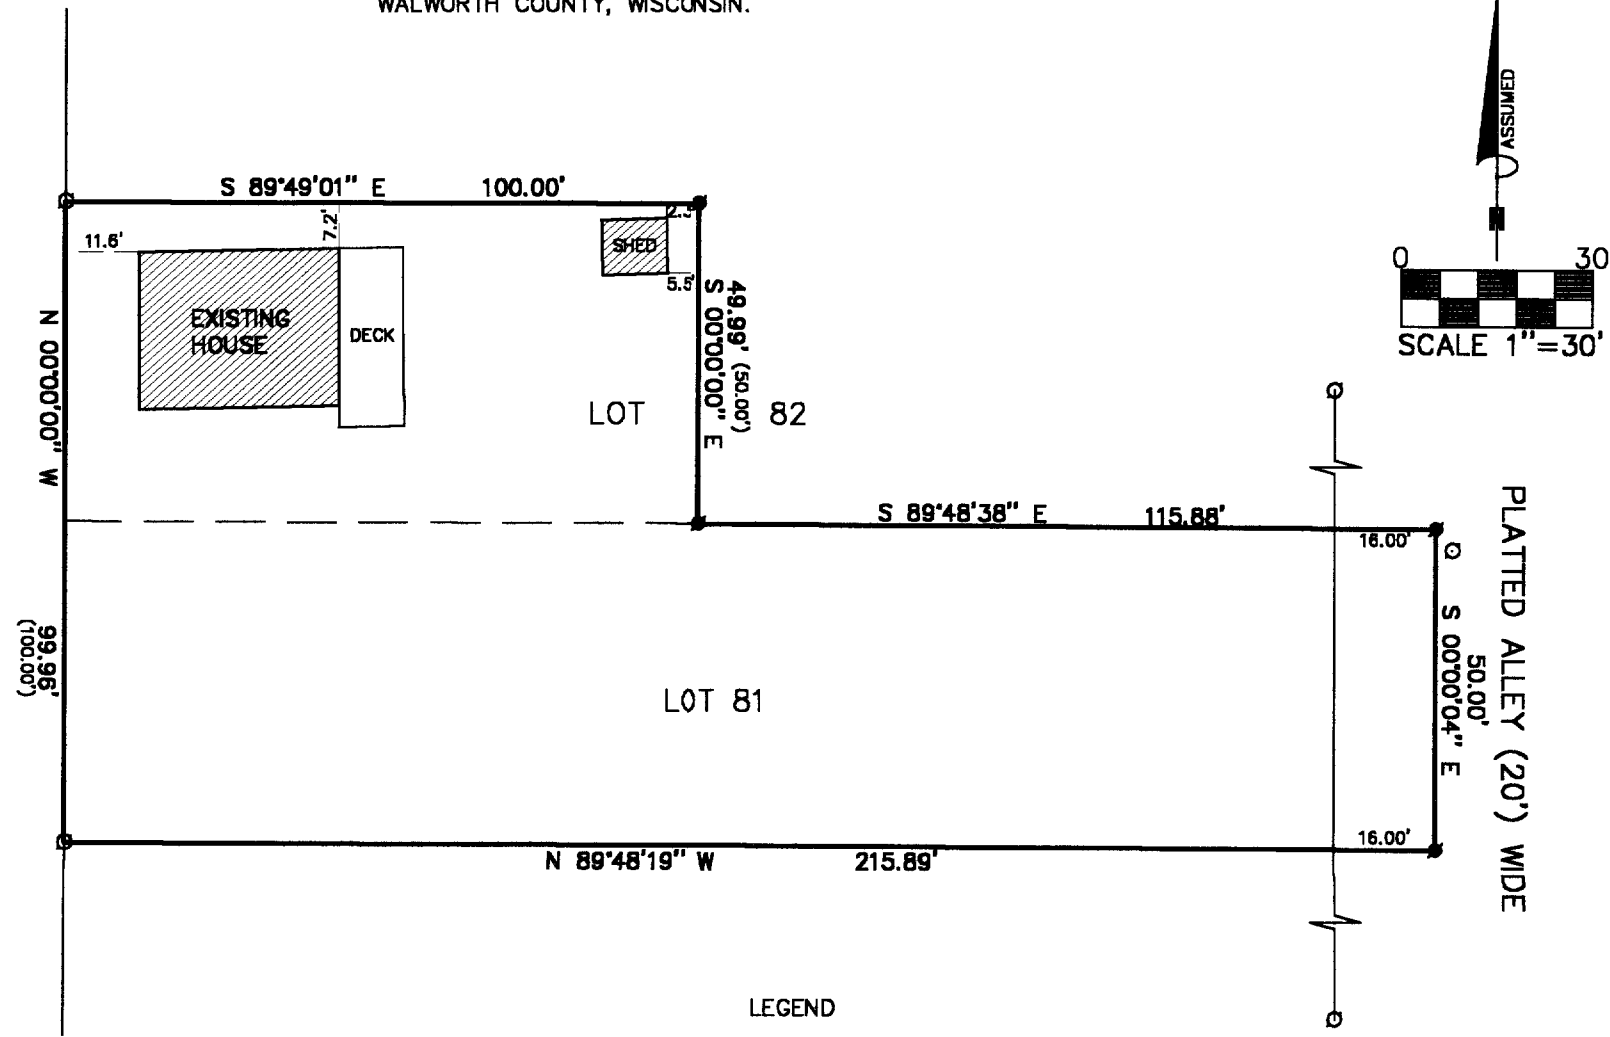 WALWORTH COUNTY, WISCONSIN.
ASSUMED
N
0 30
SCALE 1"=30'
S 89°49'01" E 100.00'
11.6'
7.2'
2.5'
SHED
5.5'
EXISTING
HOUSE
DECK
N 00°00'00" W
99.96'
(100.00')
49.99' (50.00')
S 00°00'00" E
LOT 82
S 89°48'38" E 115.88'
16.00'
PLATTED ALLEY (20') WIDE
50.00'
S 00°00'04" E
LOT 81
16.00'
N 89°48'19" W 215.89'
LEGEND